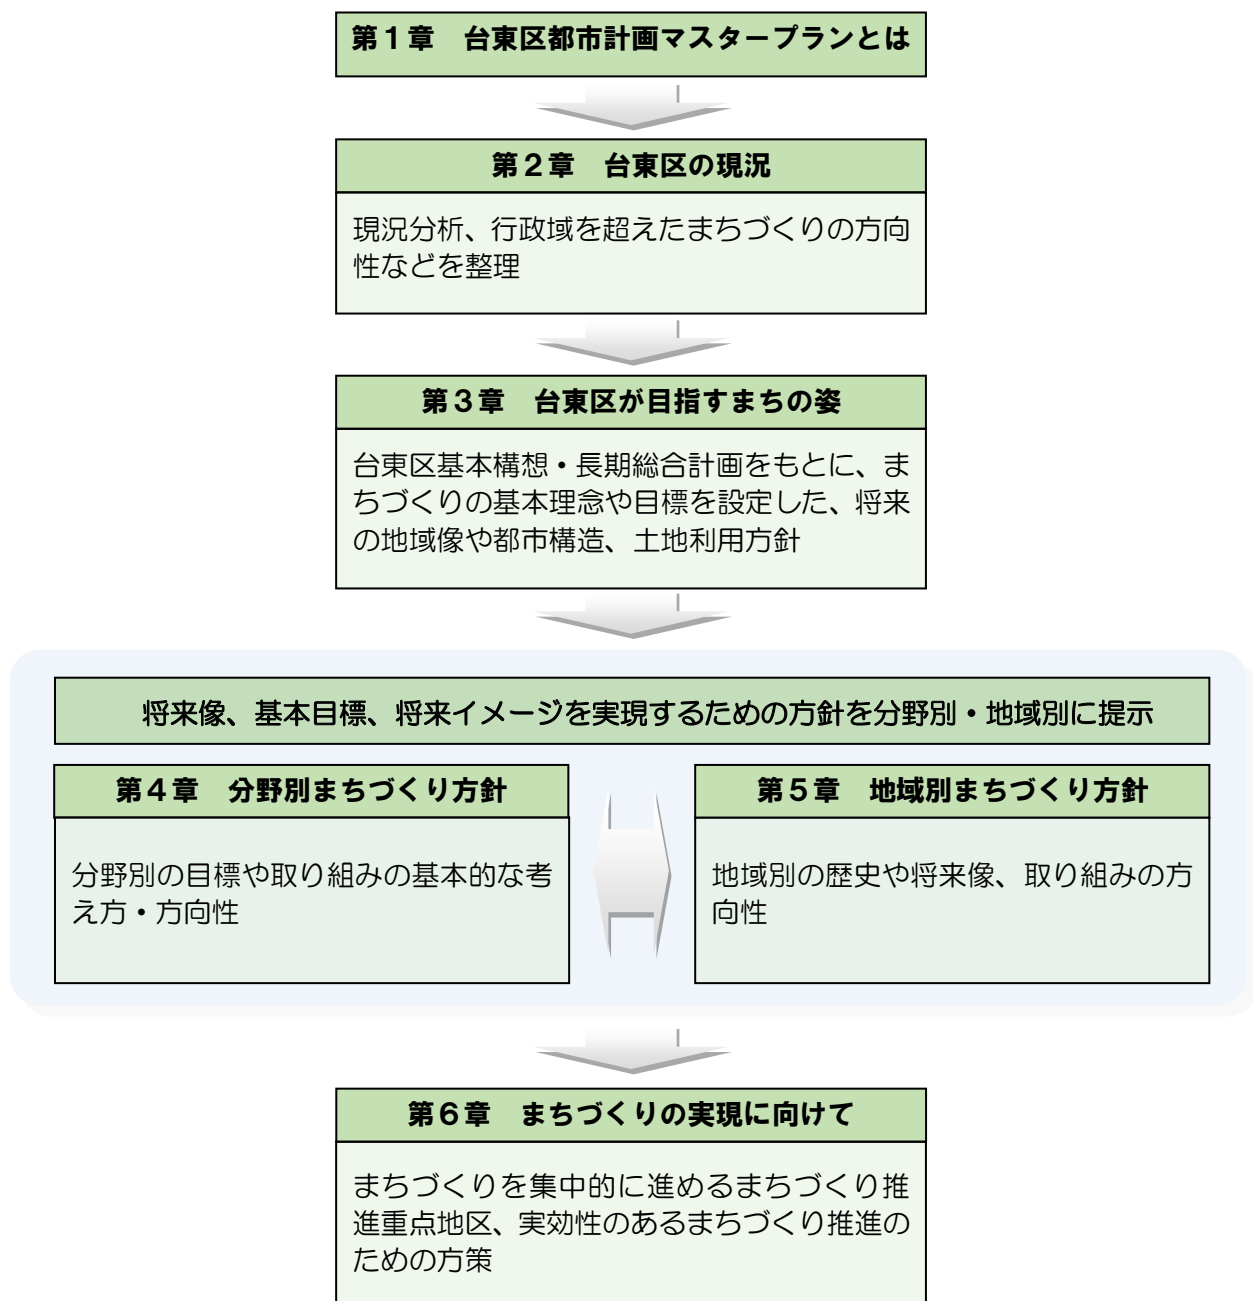 第１章　台東区都市計画マスタープランとは
第２章　台東区の現況
現況分析、行政域を超えたまちづくりの方向
性などを整理
第３章　台東区が目指すまちの姿
台東区基本構想・長期総合計画をもとに、ま
ちづくりの基本理念や目標を設定した、将来
の地域像や都市構造、土地利用方針
将来像、基本目標、将来イメージを実現するための方針を分野別・地域別に提示
第４章　分野別まちづくり方針
分野別の目標や取り組みの基本的な考
え方・方向性
第５章　地域別まちづくり方針
地域別の歴史や将来像、取り組みの方
向性
第６章　まちづくりの実現に向けて
まちづくりを集中的に進めるまちづくり推
進重点地区、実効性のあるまちづくり推進の
ための方策